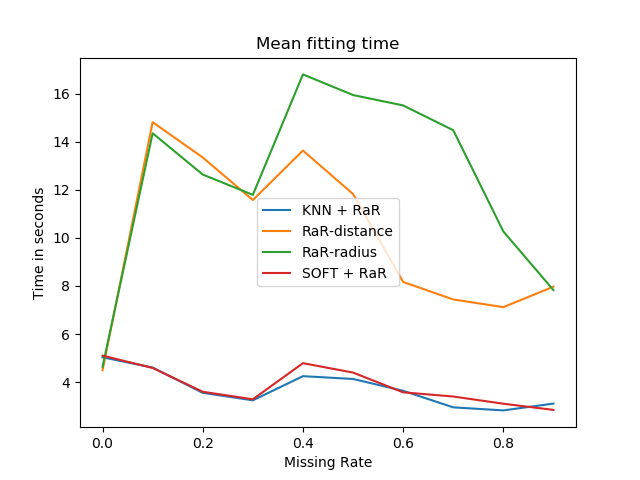 Mean fitting time
Time in seconds
16
14
12
10
8
6
4
KNN + RaR
RaR-distance
RaR-radius
SOFT + RaR
0.0 0.2 0.4 0.6 0.8
Missing Rate